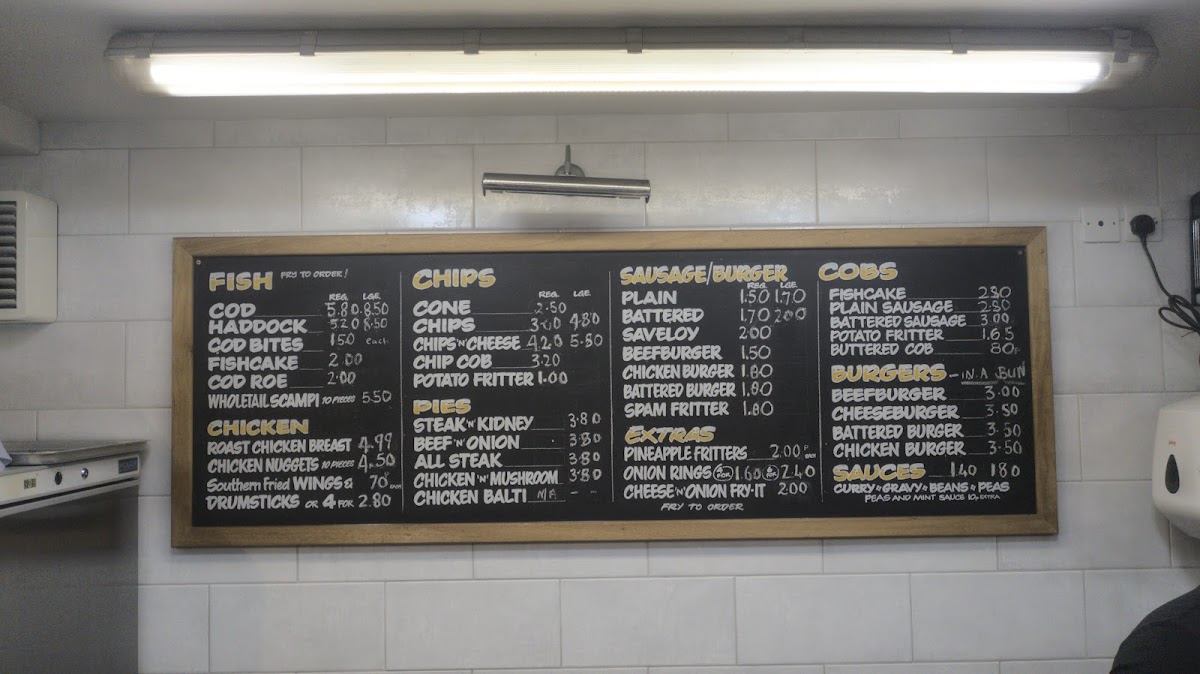 FISH FRY TO ORDER!
REG. LGE.
COD 5.80 8.50
HADDOCK 5.20 8.50
COD BITES 150 each
FISHCAKE 2.00
COD ROE 2.00
WHOLETAIL SCAMPI 10 PIECES 5.50
CHICKEN
ROAST CHICKEN BREAST 4.99
CHICKEN NUGGETS 10 PIECES 4.50
Southern Fried WINGS & 70 each
DRUMSTICKS OR 4 FOR 2.80
CHIPS
REG. LGE.
CONE 2.50
CHIPS 3.00 4.80
CHIPS 'N' CHEESE 4.20 5.80
CHIP COB 3.20
POTATO FRITTER 1.00
PIES
STEAK 'N' KIDNEY 3.80
BEEF 'N' ONION 3.80
ALL STEAK 3.80
CHICKEN 'N' MUSHROOM 3.80
CHICKEN BALTI N/A - -
SAUSAGE/BURGER
REG. LGE.
PLAIN 1.50 1.70
BATTERED 1.70 2.00
SAVELOY 2.00
BEEFBURGER 1.50
CHICKEN BURGER 1.80
BATTERED BURGER 1.80
SPAM FRITTER 1.80
EXTRAS
PINEAPPLE FRITTERS 2.00
ONION RINGS 1.60 2.40
CHEESE 'N' ONION FRY-IT 2.00
FRY TO ORDER
COBS
FISHCAKE 2.80
PLAIN SAUSAGE 2.80
BATTERED SAUSAGE 3.00
POTATO FRITTER 1.65
BUTTERED COB 80P
BURGERS - IN A BUN
BEEFBURGER 3.00
CHEESEBURGER 3.50
BATTERED BURGER 3.50
CHICKEN BURGER 3.50
SAUCES 1.40 1.80
CURRY * GRAVY * BEANS * PEAS
PEAS AND MINT SAUCE 10p EXTRA